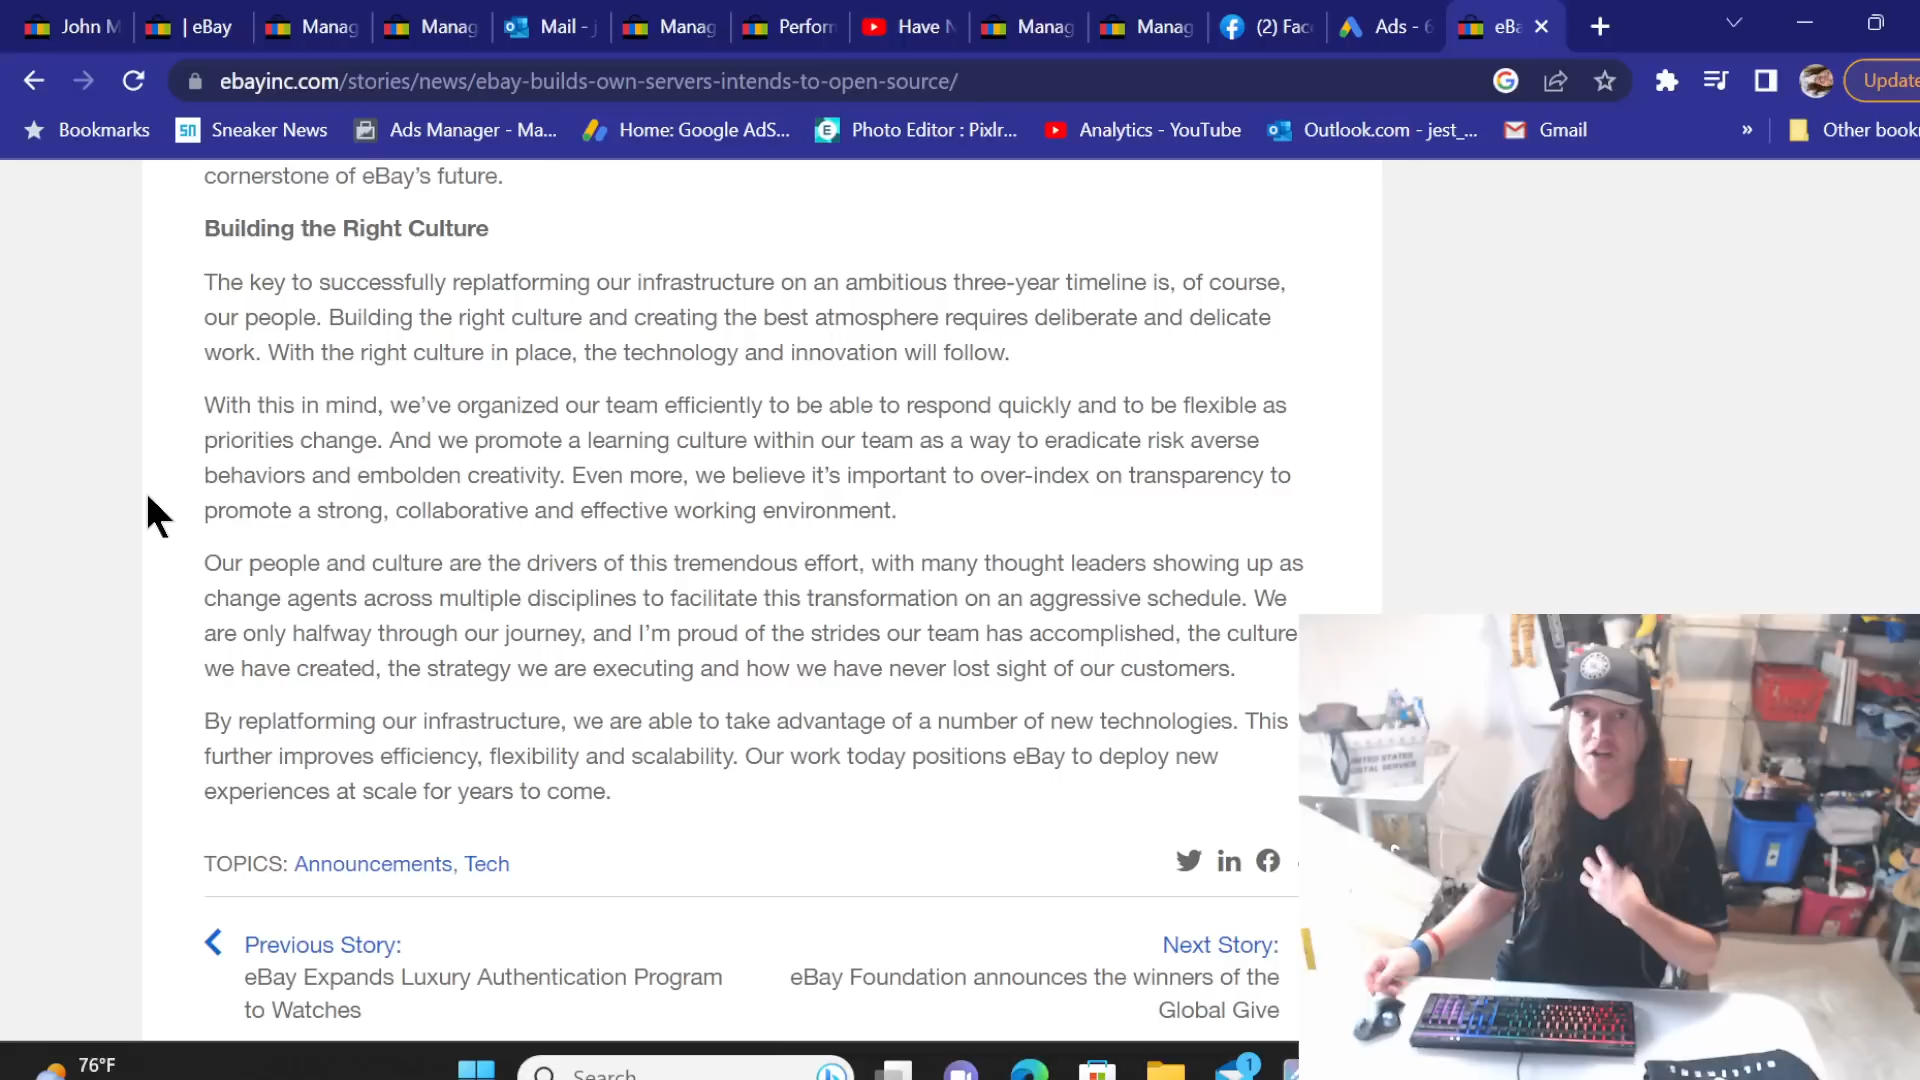 John M
| eBay
Manag
Manag
Mail - j
Manag
Perform
Have N
Manag
Manag
(2) Fac
Ads - 6
eBa
ebayinc.com/stories/news/ebay-builds-own-servers-intends-to-open-source/
Update
Bookmarks
Sneaker News
Ads Manager - Ma...
Home: Google AdS...
Photo Editor : Pixlr...
Analytics - YouTube
Outlook.com - jest_...
Gmail
»
Other book
cornerstone of eBay’s future.
Building the Right Culture
The key to successfully replatforming our infrastructure on an ambitious three-year timeline is, of course,
our people. Building the right culture and creating the best atmosphere requires deliberate and delicate
work. With the right culture in place, the technology and innovation will follow.
With this in mind, we’ve organized our team efficiently to be able to respond quickly and to be flexible as
priorities change. And we promote a learning culture within our team as a way to eradicate risk averse
behaviors and embolden creativity. Even more, we believe it’s important to over-index on transparency to
promote a strong, collaborative and effective working environment.
Our people and culture are the drivers of this tremendous effort, with many thought leaders showing up as
change agents across multiple disciplines to facilitate this transformation on an aggressive schedule. We
are only halfway through our journey, and I’m proud of the strides our team has accomplished, the culture
we have created, the strategy we are executing and how we have never lost sight of our customers.
By replatforming our infrastructure, we are able to take advantage of a number of new technologies. This
further improves efficiency, flexibility and scalability. Our work today positions eBay to deploy new
experiences at scale for years to come.
TOPICS: Announcements, Tech
Previous Story:
eBay Expands Luxury Authentication Program
to Watches
Next Story:
eBay Foundation announces the winners of the
Global Give
UNITED STATES
POSTAL SERVICE
76°F
Search
1